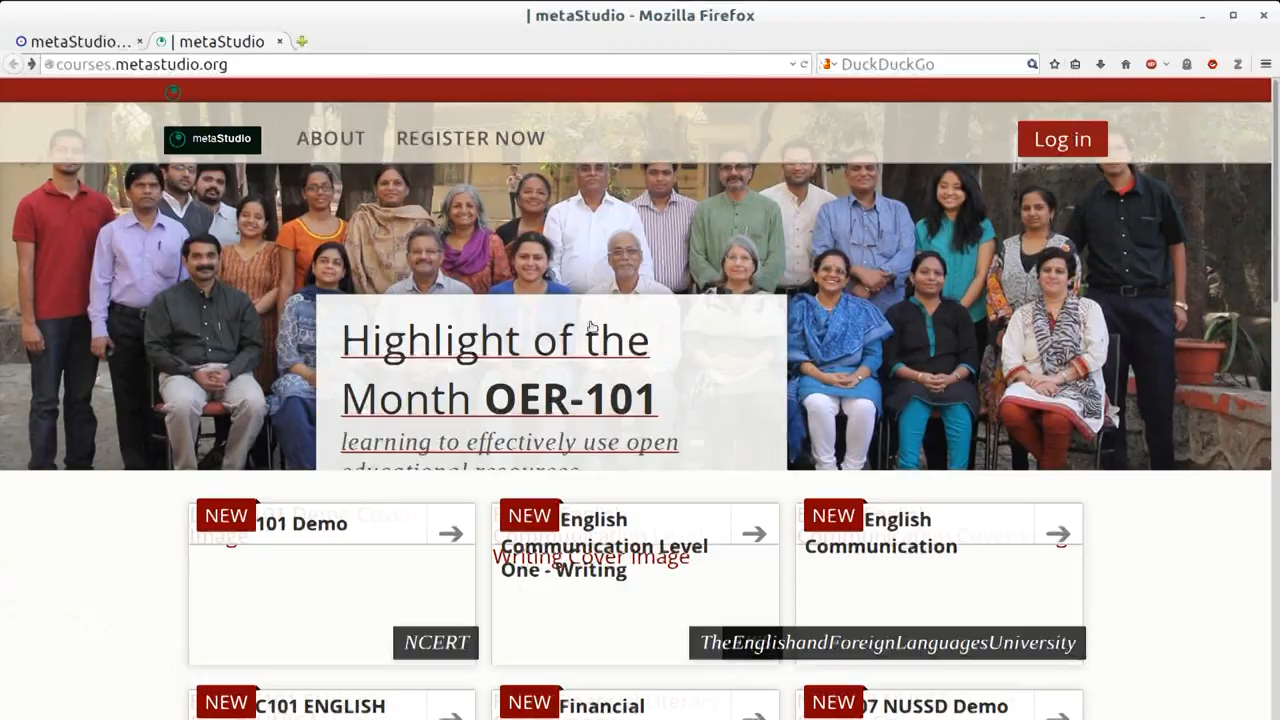 | metaStudio - Mozilla Firefox
metaStudio... × | metaStudio ×
courses.metastudio.org DuckDuckGo
metaStudio ABOUT REGISTER NOW Log in
Highlight of the
Month OER-101
learning to effectively use open
educational resources
NEW 101 Demo
NEW English
Communication Level
One - Writing
Writing Cover Image
NEW English
Communication
NCERT
TheEnglishandForeignLanguagesUniversity
NEW C101 ENGLISH
NEW Financial
NEW 07 NUSSD Demo